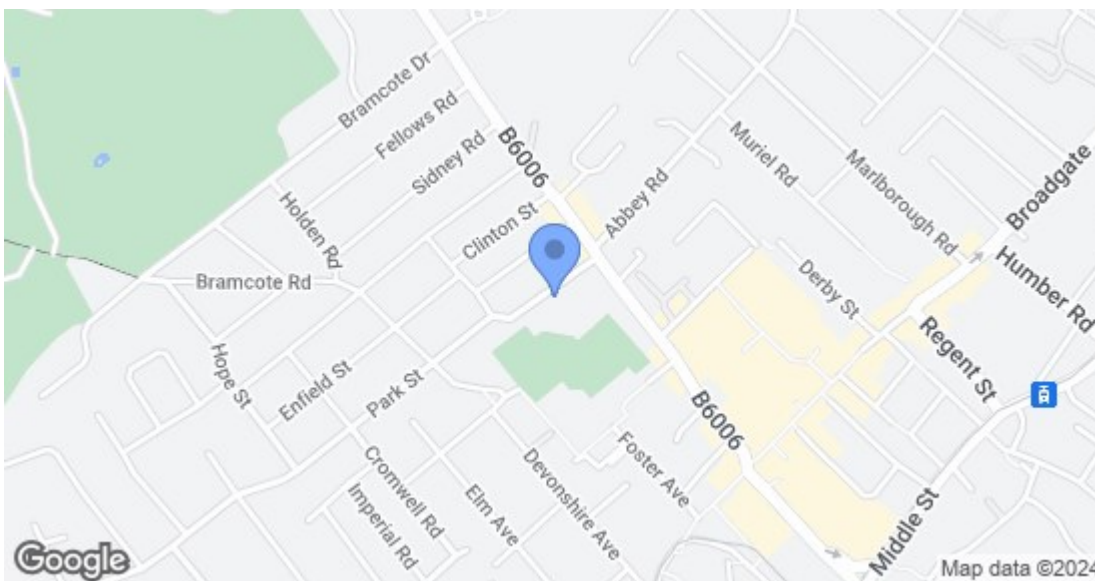 Bramcote Dr
Fellows Rd
Sidney Rd
B6006
Muriel Rd
Marlborough Rd
Broadgate
Abbey Rd
Holden Rd
Clinton St
Humber Rd
Bramcote Rd
Derby St
Regent St
Hope St
Enfield St
Park St
B6006
Foster Ave
Cromwell Rd
Devonshire Ave
Elm Ave
Imperial Rd
Middle St
Google
Map data ©2024